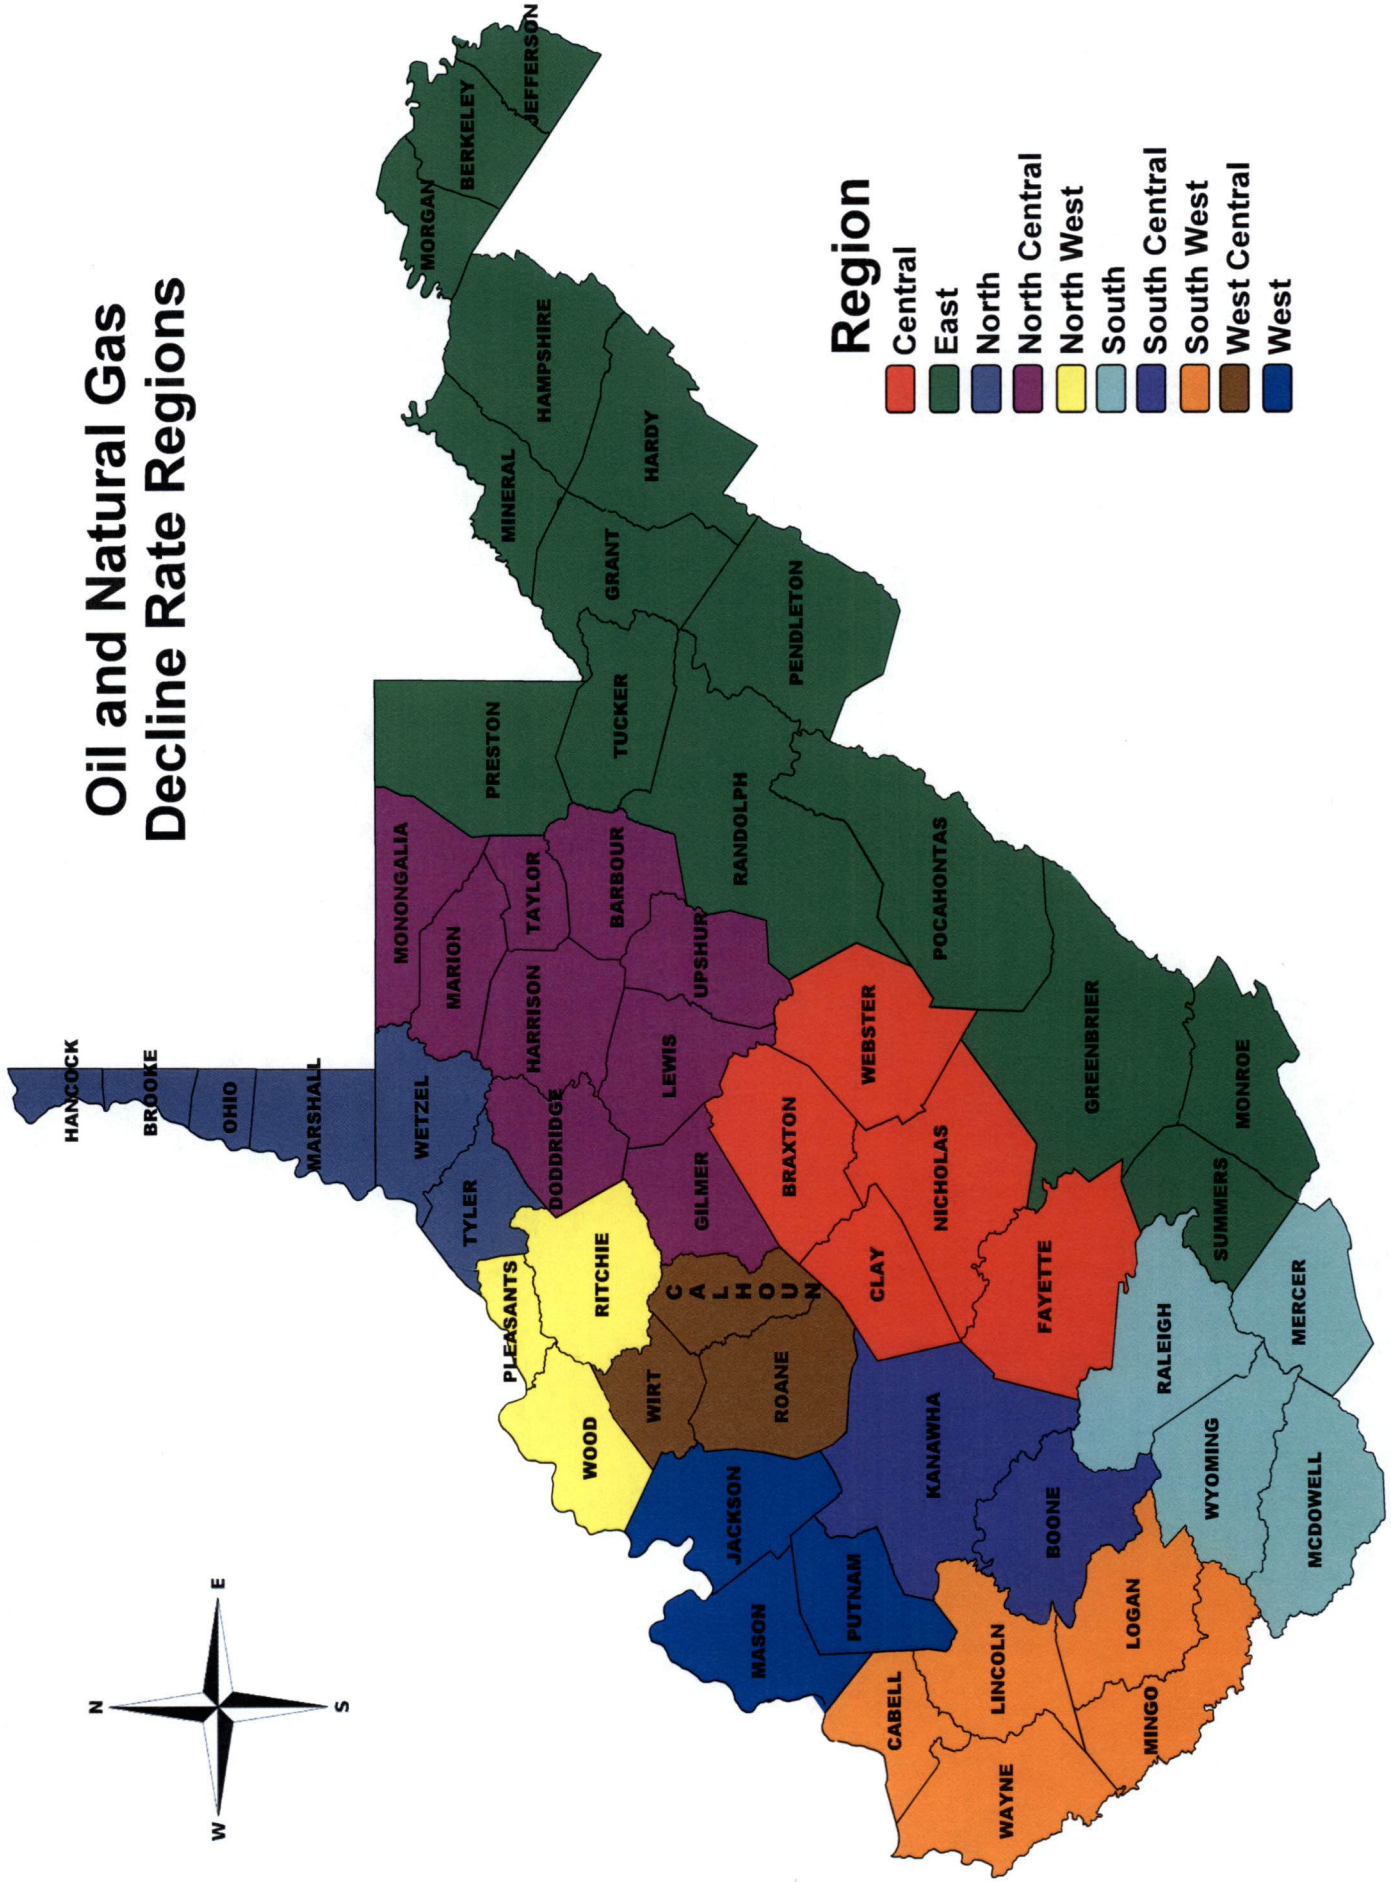 Oil and Natural Gas
Decline Rate Regions
N
W
E
S
HANCOCK
BROOKE
OHIO
MARSHALL
WETZEL
TYLER
MONONGALIA
MARION
PRESTON
MORGAN
BERKELEY
JEFFERSON
HAMPSHIRE
MINERAL
HARDY
GRANT
TUCKER
PENDLETON
TAYLOR
BARBOUR
HARRISON
DODDRIDGE
PLEASANTS
RITCHIE
WOOD
LEWIS
UPSHUR
RANDOLPH
GILMER
CALHOUN
WIRT
ROANE
JACKSON
MASON
PUTNAM
BRAXTON
WEBSTER
POCAHONTAS
CLAY
NICHOLAS
KANAWHA
CABELL
LINCOLN
WAYNE
BOONE
FAYETTE
GREENBRIER
MONROE
SUMMERS
RALEIGH
LOGAN
MINGO
WYOMING
MERCER
MCDOWELL
Region
Central
East
North
North Central
North West
South
South Central
South West
West Central
West